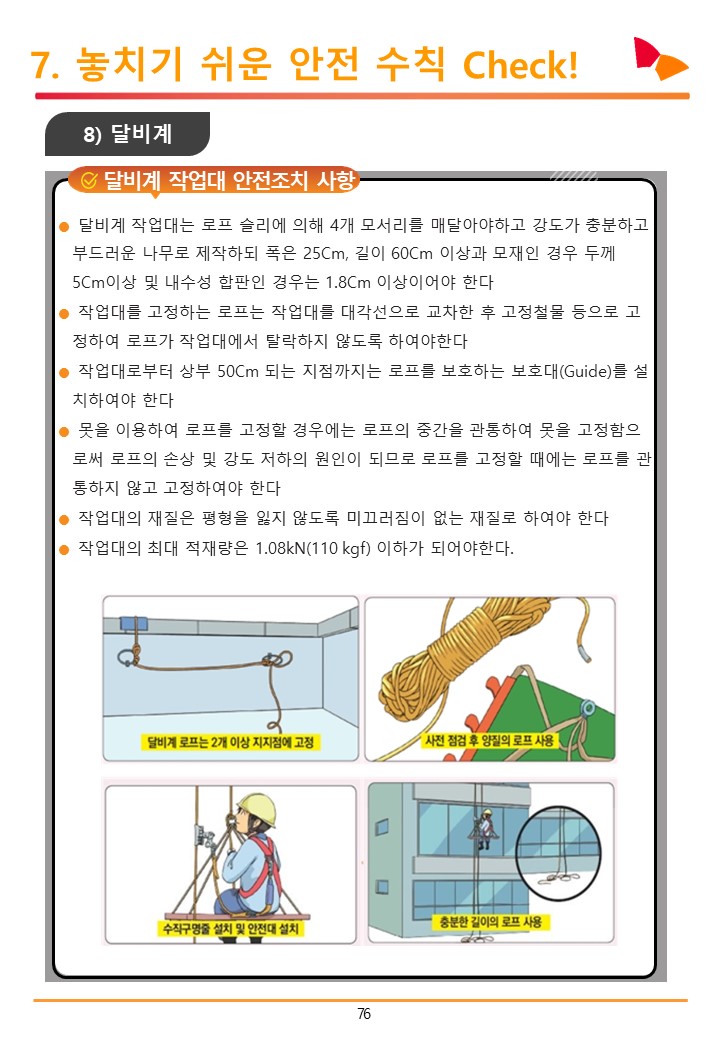 7. 놓치기 쉬운 안전 수칙 Check!
8) 달비계
달비계 작업대 안전조치 사항
달비계 작업대는 로프 슬리에 의해 4개 모서리를 매달아야하고 강도가 충분하고
부드러운 나무로 제작하되 폭은 25Cm, 길이 60Cm 이상과 모재인 경우 두께
5Cm이상 및 내수성 합판인 경우는 1.8Cm 이상이어야 한다
작업대를 고정하는 로프는 작업대를 대각선으로 교차한 후 고정철물 등으로 고
정하여 로프가 작업대에서 탈락하지 않도록 하여야한다
작업대로부터 상부 50Cm 되는 지점까지는 로프를 보호하는 보호대(Guide)를 설
치하여야 한다
못을 이용하여 로프를 고정할 경우에는 로프의 중간을 관통하여 못을 고정함으
로써 로프의 손상 및 강도 저하의 원인이 되므로 로프를 고정할 때에는 로프를 관
통하지 않고 고정하여야 한다
작업대의 재질은 평형을 잃지 않도록 미끄러짐이 없는 재질로 하여야 한다
작업대의 최대 적재량은 1.08kN(110 kgf) 이하가 되어야한다.
달비계 로프는 2개 이상 지지점에 고정
사전 점검 후 양질의 로프 사용
수직구명줄 설치 및 안전대 설치
충분한 길이의 로프 사용
76